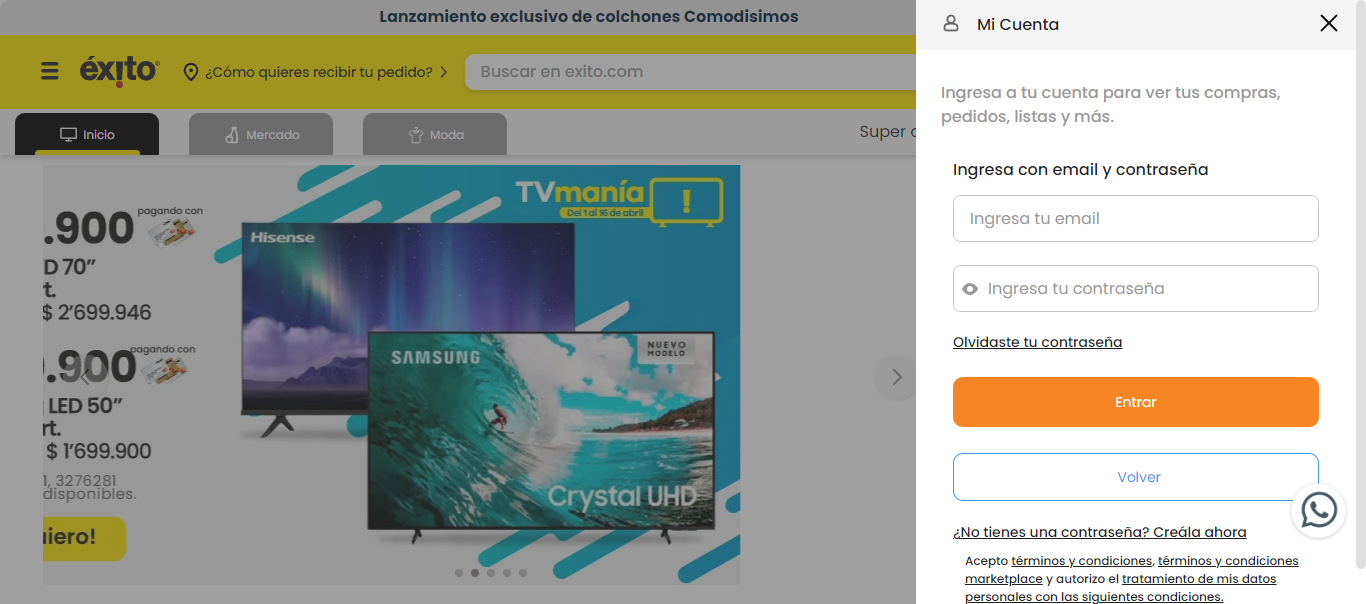 Lanzamiento exclusivo de colchones Comodisimos
éxito
¿Cómo quieres recibir tu pedido?
Buscar en exito.com
Inicio
Mercado
Moda
Super
.900
pagando con
D 70”
t.
$ 2’699.946
9.900
pagando con
LED 50”
rt.
$ 1’699.900
1, 3276281
disponibles.
uiero!
TVmanía
Del 1 al 16 de abril
!
Hisense
SAMSUNG
NUEVO
MODELO
Crystal UHD
Mi Cuenta
Ingresa a tu cuenta para ver tus compras,
pedidos, listas y más.
Ingresa con email y contraseña
Ingresa tu email
Ingresa tu contraseña
Olvidaste tu contraseña
Entrar
Volver
¿No tienes una contraseña? Creála ahora
Acepto términos y condiciones, términos y condiciones
marketplace y autorizo el tratamiento de mis datos
personales con las siguientes condiciones.